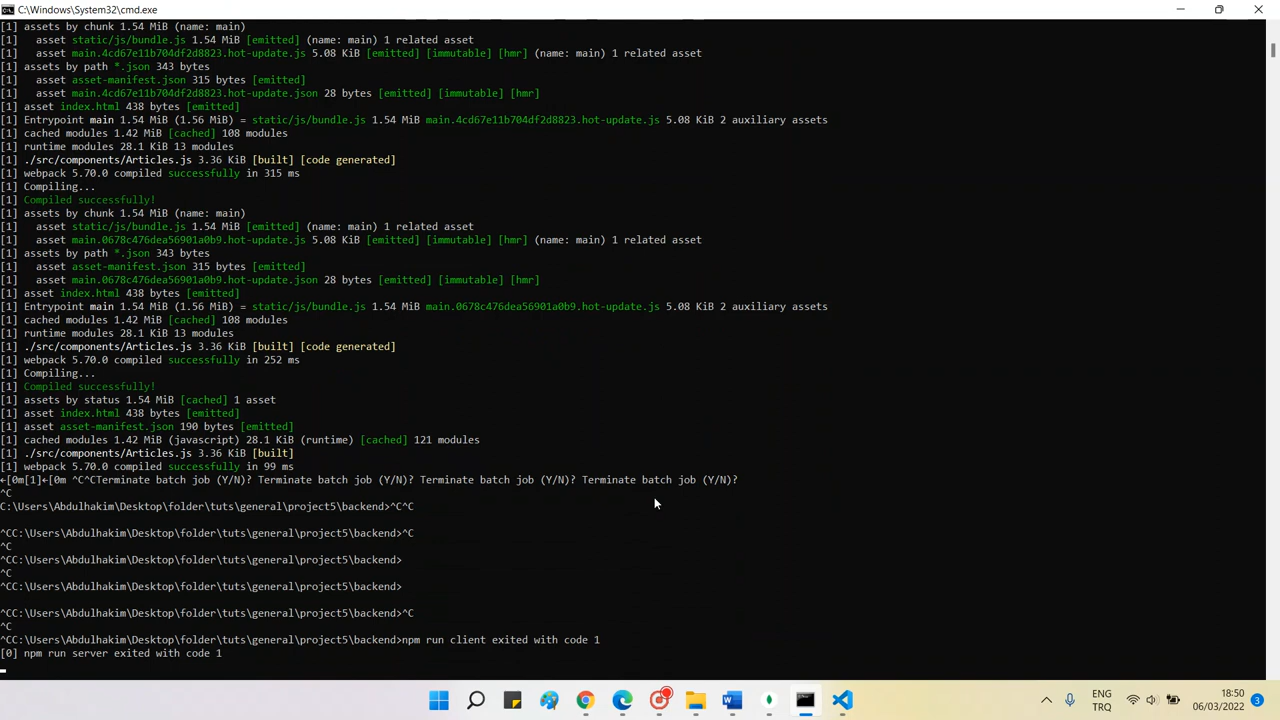 C:\Windows\System32\cmd.exe
[1] assets by chunk 1.54 MiB (name: main)
[1]   asset static/js/bundle.js 1.54 MiB [emitted] (name: main) 1 related asset
[1]   asset main.4cd67e11b704df2d8823.hot-update.js 5.08 KiB [emitted] [immutable] [hmr] (name: main) 1 related asset
[1] assets by path *.json 343 bytes
[1]   asset asset-manifest.json 315 bytes [emitted]
[1]   asset main.4cd67e11b704df2d8823.hot-update.json 28 bytes [emitted] [immutable] [hmr]
[1] asset index.html 438 bytes [emitted]
[1] Entrypoint main 1.54 MiB (1.56 MiB) = static/js/bundle.js 1.54 MiB main.4cd67e11b704df2d8823.hot-update.js 5.08 KiB 2 auxiliary assets
[1] cached modules 1.42 MiB [cached] 108 modules
[1] runtime modules 28.1 KiB 13 modules
[1] ./src/components/Articles.js 3.36 KiB [built] [code generated]
[1] webpack 5.70.0 compiled successfully in 315 ms
[1] Compiling...
[1] Compiled successfully!
[1] assets by chunk 1.54 MiB (name: main)
[1]   asset static/js/bundle.js 1.54 MiB [emitted] (name: main) 1 related asset
[1]   asset main.0678c476dea56901a0b9.hot-update.js 5.08 KiB [emitted] [immutable] [hmr] (name: main) 1 related asset
[1] assets by path *.json 343 bytes
[1]   asset asset-manifest.json 315 bytes [emitted]
[1]   asset main.0678c476dea56901a0b9.hot-update.json 28 bytes [emitted] [immutable] [hmr]
[1] asset index.html 438 bytes [emitted]
[1] Entrypoint main 1.54 MiB (1.56 MiB) = static/js/bundle.js 1.54 MiB main.0678c476dea56901a0b9.hot-update.js 5.08 KiB 2 auxiliary assets
[1] cached modules 1.42 MiB [cached] 108 modules
[1] runtime modules 28.1 KiB 13 modules
[1] ./src/components/Articles.js 3.36 KiB [built] [code generated]
[1] webpack 5.70.0 compiled successfully in 252 ms
[1] Compiling...
[1] Compiled successfully!
[1] assets by status 1.54 MiB [cached] 1 asset
[1] asset index.html 438 bytes [emitted]
[1] asset asset-manifest.json 190 bytes [emitted]
[1] cached modules 1.42 MiB (javascript) 28.1 KiB (runtime) [cached] 121 modules
[1] ./src/components/Articles.js 3.36 KiB [built]
[1] webpack 5.70.0 compiled successfully in 99 ms
←[0m[1]←[0m ^C^CTerminate batch job (Y/N)? Terminate batch job (Y/N)? Terminate batch job (Y/N)? Terminate batch job (Y/N)?
^C
C:\Users\Abdulhakim\Desktop\folder\tuts\general\project5\backend>^C^C
^CC:\Users\Abdulhakim\Desktop\folder\tuts\general\project5\backend>^C
^C
^CC:\Users\Abdulhakim\Desktop\folder\tuts\general\project5\backend>
^C
^CC:\Users\Abdulhakim\Desktop\folder\tuts\general\project5\backend>
^CC:\Users\Abdulhakim\Desktop\folder\tuts\general\project5\backend>^C
^C
^CC:\Users\Abdulhakim\Desktop\folder\tuts\general\project5\backend>npm run client exited with code 1
[0] npm run server exited with code 1
ENG
TRQ
18:50
06/03/2022
3